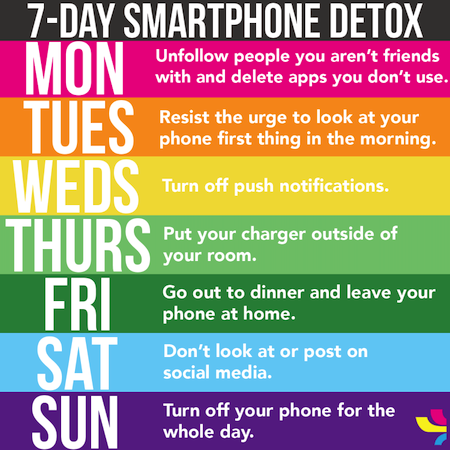 7-DAY SMARTPHONE DETOX
MON
Unfollow people you aren't friends
with and delete apps you don't use.
TUES
Resist the urge to look at your
phone first thing in the morning.
WEDS
Turn off push notifications.
THURS
Put your charger outside of
your room.
FRI
Go out to dinner and leave your
phone at home.
SAT
Don't look at or post on
social media.
SUN
Turn off your phone for the
whole day.